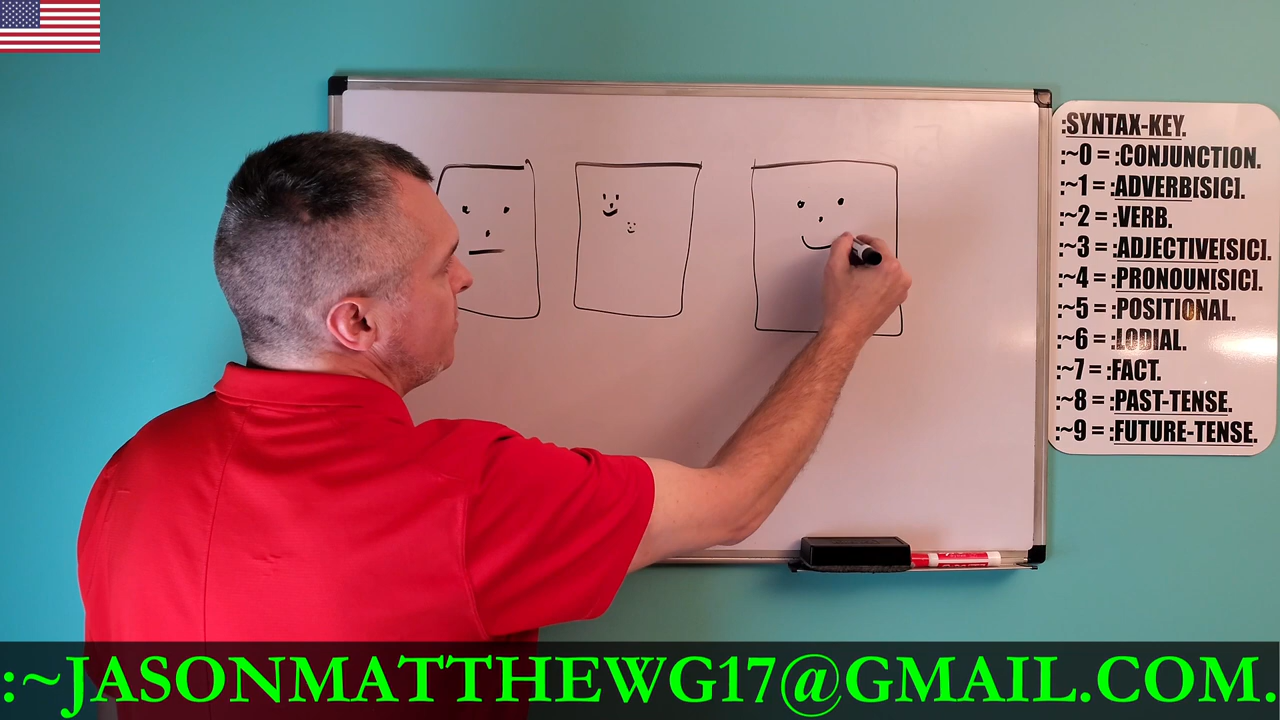 :SYNTAX-KEY.
:~0 = :CONJUNCTION.
:~1 = :ADVERB[SIC].
:~2 = :VERB.
:~3 = :ADJECTIVE[SIC].
:~4 = :PRONOUN[SIC].
:~5 = :POSITIONAL.
:~6 = :LODIAL.
:~7 = :FACT.
:~8 = :PAST-TENSE.
:~9 = :FUTURE-TENSE.
:~JASONMATTHEWG17@GMAIL.COM.